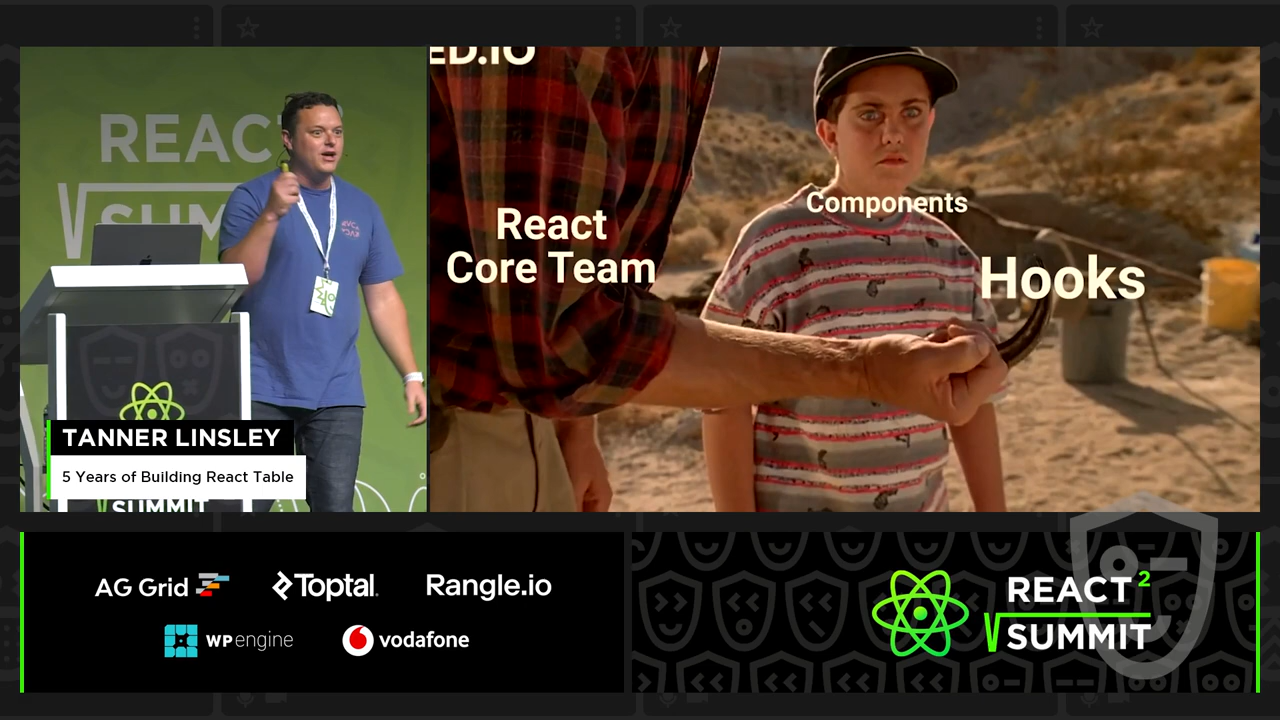 REACT
SUMM
TANNER LINSLEY
5 Years of Building React Table
SUMMIT
ED.IO
React
Core Team
Components
Hooks
AG Grid
Toptal.
Rangle.io
WP engine
vodafone
REACT 2
SUMMIT